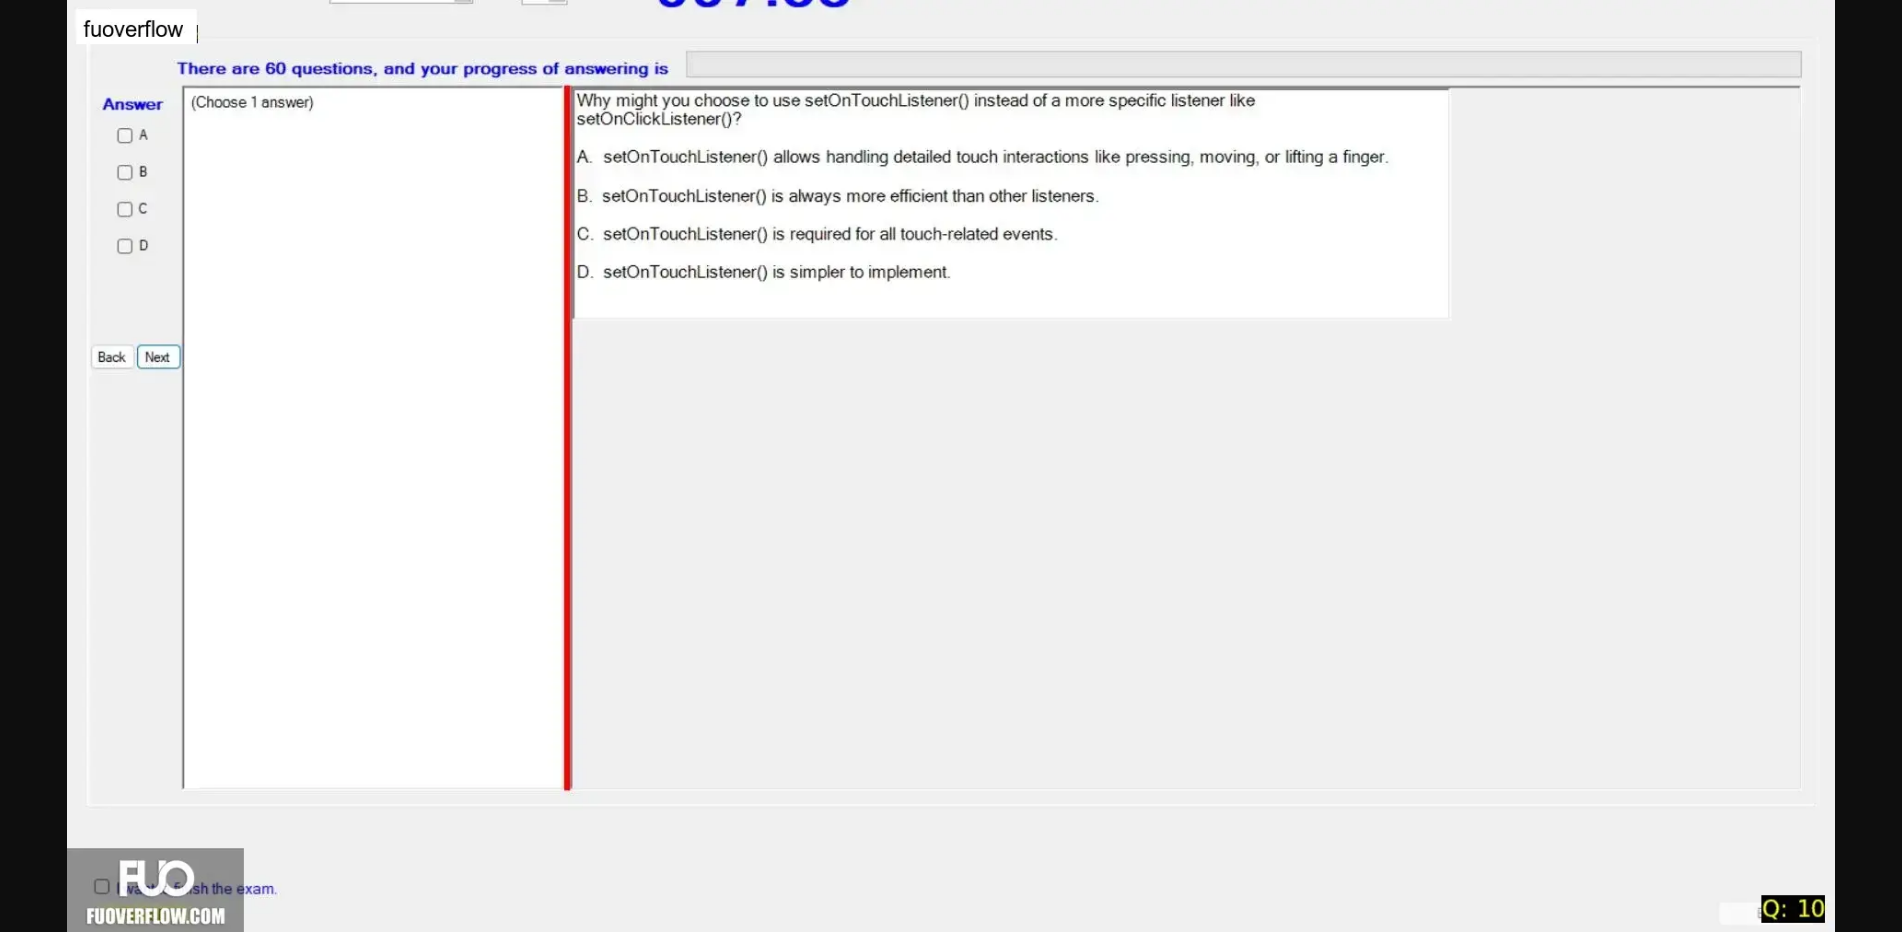 fuoverflow
There are 60 questions, and your progress of answering is
Answer
(Choose 1 answer)
A
B
C
D
Back Next
Why might you choose to use setOnTouchListener() instead of a more specific listener like
setOnClickListener()?
A. setOnTouchListener() allows handling detailed touch interactions like pressing, moving, or lifting a finger.
B. setOnTouchListener() is always more efficient than other listeners.
C. setOnTouchListener() is required for all touch-related events.
D. setOnTouchListener() is simpler to implement.
FUO
the exam.
FUOVERFLOW.COM
Q: 10